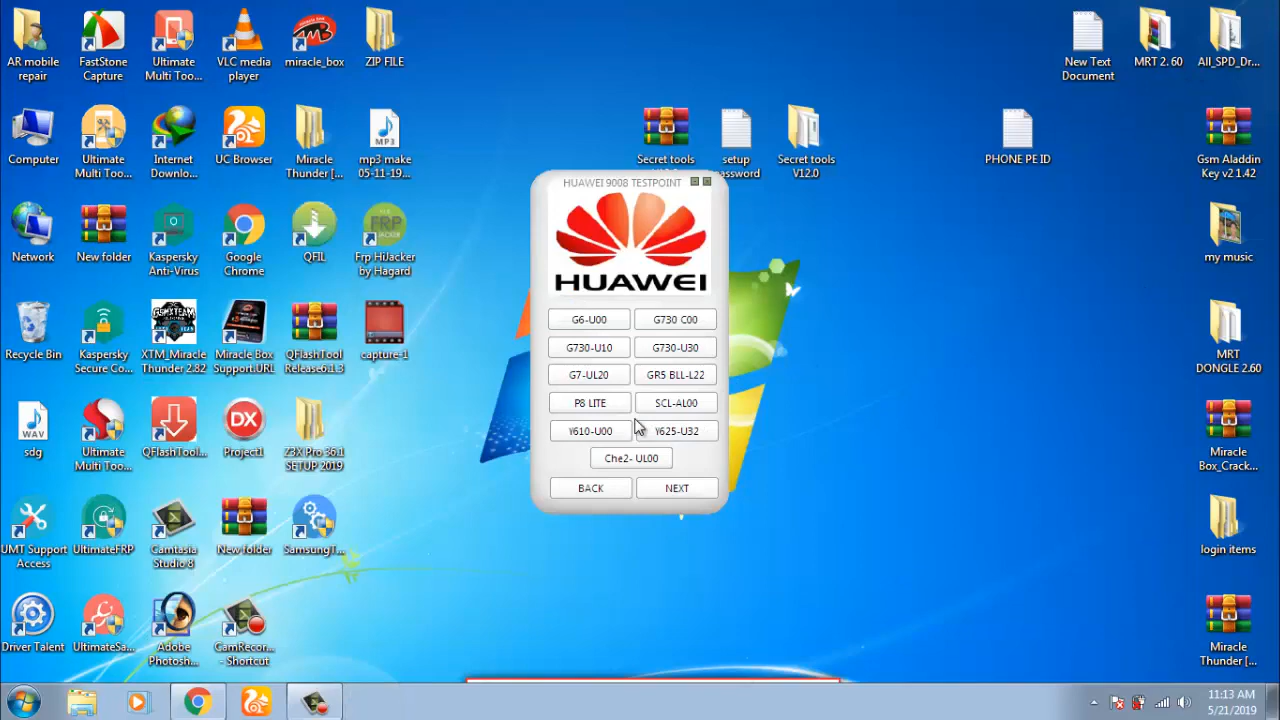 AR mobile
repair
FastStone
Capture
Ultimate
Multi Too...
VLC media
player
miracle_box
ZIP FILE
New Text
Document
MRT 2. 60
All_SPD_Dr...
Computer
Ultimate
Multi Too...
Internet
Downlo...
UC Browser
Miracle
Thunder [...
MP3
mp3 make
05-11-19...
Secret tools
setup
password
Secret tools
V12.0
PHONE PE ID
Gsm Aladdin
Key v2 1.42
HUAWEI 9008 TESTPOINT
HUAWEI
Network
New folder
Kaspersky
Anti-Virus
Google
Chrome
QFIL
FRP
Frp HiJacker
by Hagard
my music
G6-U00
G730 C00
G730-U10
G730-U30
G7-UL20
GR5 BLL-L22
P8 LITE
SCL-AL00
Y610-U00
Y625-U32
Che2- UL00
BACK
NEXT
Recycle Bin
Kaspersky
Secure Co...
XTM_Miracle
Thunder 2.82
Miracle Box
Support.URL
QFlashTool
Release6.1.3
capture-1
MRT
DONGLE 2.60
WAV
sdg
Ultimate
Multi Too...
QFlashTool...
DX
Project1
Z3X Pro 36.1
SETUP 2019
Miracle
Box_Crack...
UMT Support
Access
UltimateFRP
Camtasia
Studio 8
New folder
SamsungT...
login items
Driver Talent
UltimateSa...
Adobe
Photosh...
CamRecor...
- Shortcut
Miracle
Thunder [...
11:13 AM
5/21/2019